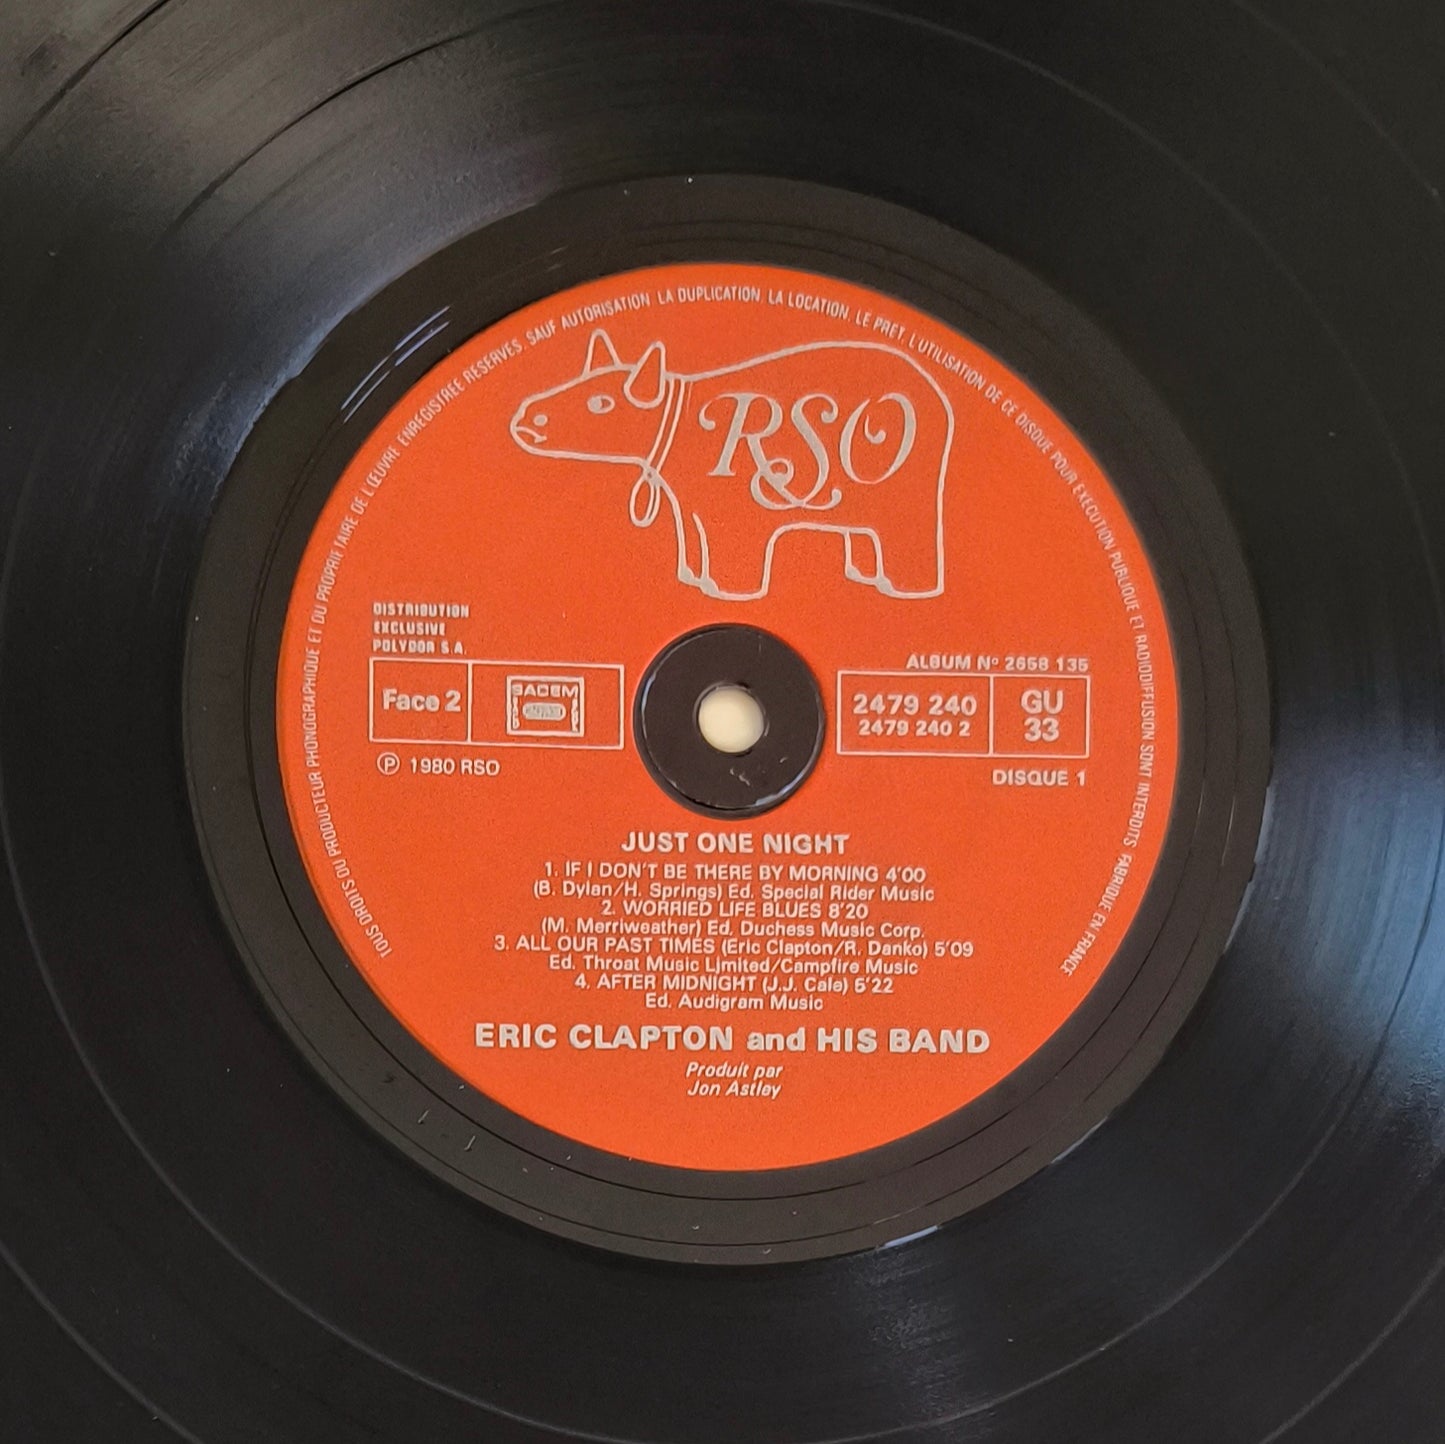 TOUS DROITS DU PRODUCTEUR PHONOGRAPHIQUE ET DU PROPRIETAIRE DE L'ŒUVRE ENREGISTREE RESERVES. SAUF AUTORISATION. LA DUPLICATION. LA LOCATION. LE PRET. L'UTILISATION DE CE DISQUE POUR EXECUTION PUBLIQUE ET RADIODIFFUSION SONT INTERDITS FABRIQUE EN FRANCE
RSO
DISTRIBUTION
EXCLUSIVE
POLYDOR S.A.
Face 2
SACEM
℗ 1980 RSO
ALBUM Nº 2658 135
2479 240
2479 240 2
GU
33
DISQUE 1
JUST ONE NIGHT
1. IF I DON'T BE THERE BY MORNING 4'00
(B. Dylan/H. Springs) Ed. Special Rider Music
2. WORRIED LIFE BLUES 8'20
(M. Merriweather) Ed. Duchess Music Corp.
3. ALL OUR PAST TIMES (Eric Clapton/R. Danko) 5'09
Ed. Throat Music Limited/Campfire Music
4. AFTER MIDNIGHT (J.J. Cale) 5'22
Ed. Audigram Music
ERIC CLAPTON and HIS BAND
Produit par
Jon Astley